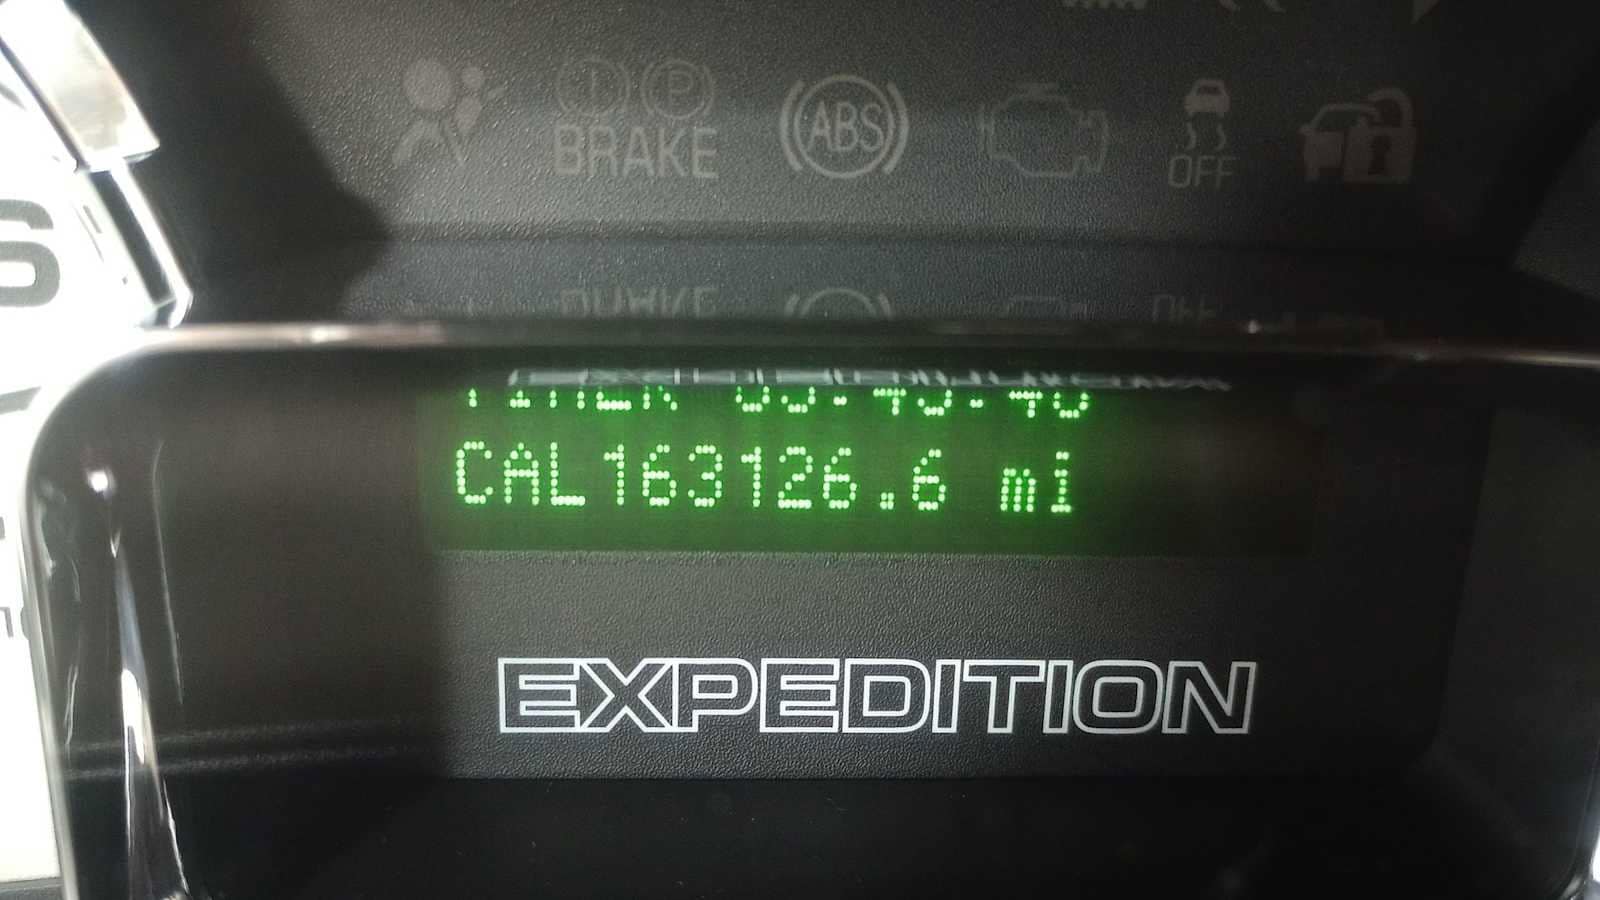 BRAKE
ABS
OFF
CAL163126.6 mi
EXPEDITION